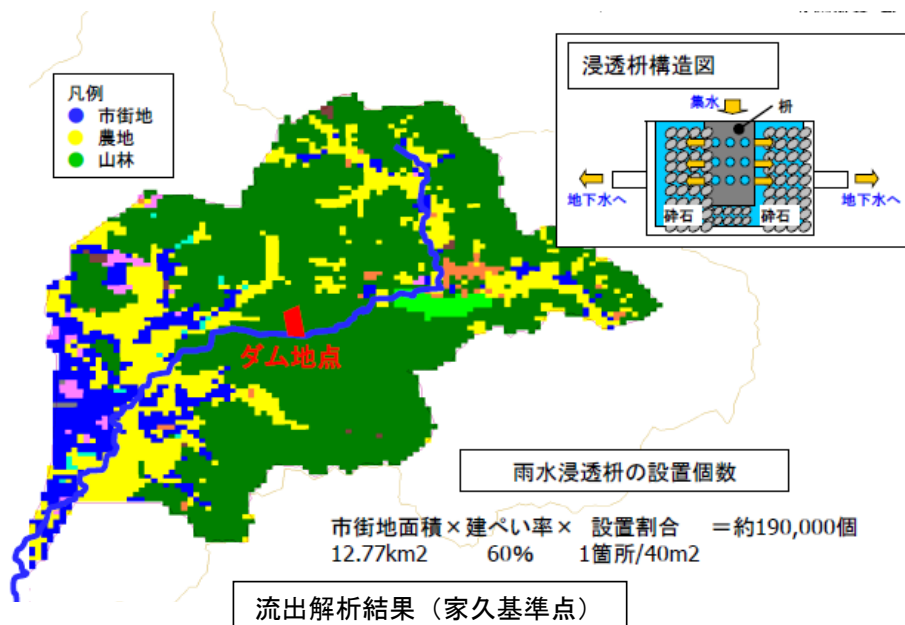 浸透枡構造図
集水
枡
地下水へ
砕石
砕石
地下水へ
凡例
市街地
農地
山林
ダム地点
雨水浸透枡の設置個数
市街地面積×建ぺい率× 設置割合 =約190,000個
12.77km2 60% 1箇所/40m2
流出解析結果（家久基準点）